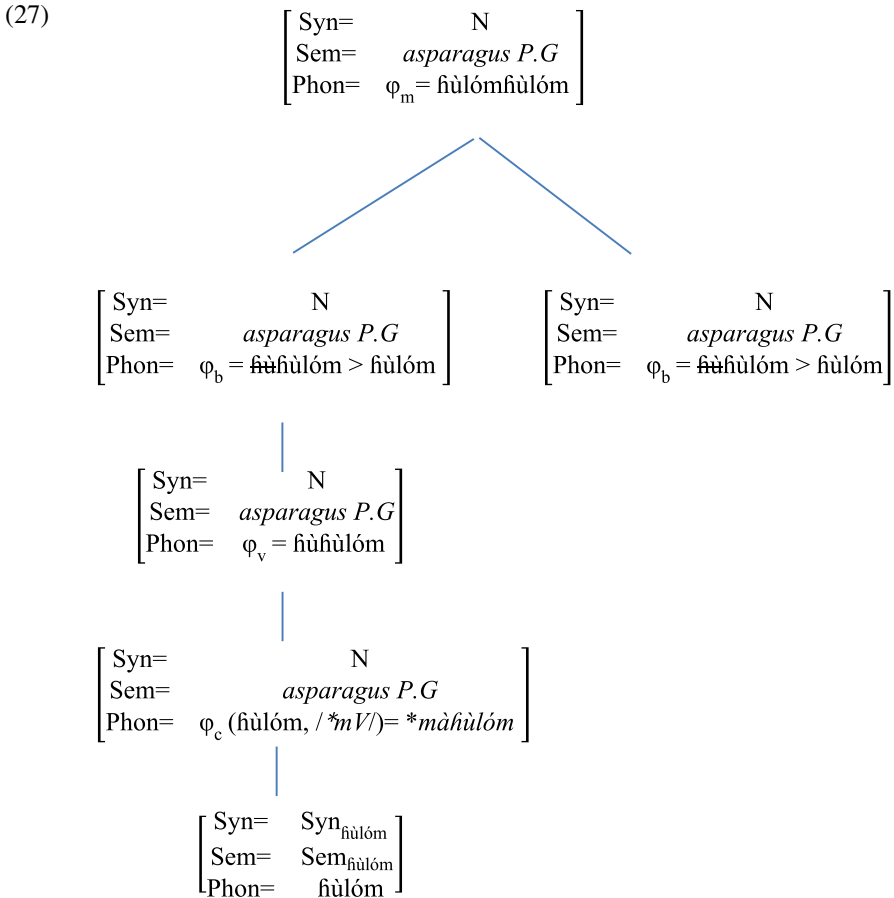 (27)
Syn= N
Sem= asparagus P.G
Phon= φm= ɦùlómɦùlóm
Syn= N
Sem= asparagus P.G
Phon= φb = ɦùɦùlóm > ɦùlóm
Syn= N
Sem= asparagus P.G
Phon= φb = ɦùɦùlóm > ɦùlóm
Syn= N
Sem= asparagus P.G
Phon= φv = ɦùɦùlóm
Syn= N
Sem= asparagus P.G
Phon= φc (ɦùlóm, /*mV/)= *màɦùlóm
Syn= Synɦùlóm
Sem= Semɦùlóm
Phon= ɦùlóm